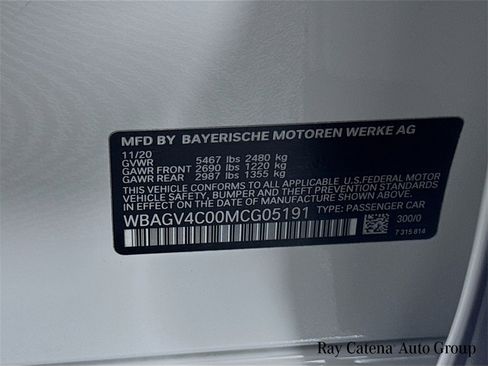 MFD BY BAYERISCHE MOTOREN WERKE AG
11/20
GVWR 5467 lbs 2480 kg
GAWR FRONT 2690 lbs 1220 kg
GAWR REAR 2987 lbs 1355 kg
THIS CONFORMS TO ALL APPLICABLE U.S.FEDERAL-MOTOR
VEHICLE SAFETY, BUMPER AND THEFT PREVENTION STANDARDS
IN EFFECT ON THE DATE OF MANUFACTURE SHOWN ABOVE.
WBAGV4C00MCG05191 TYPE: PASSENGER CAR
300/0
7 315 814
Ray Catena Auto Group